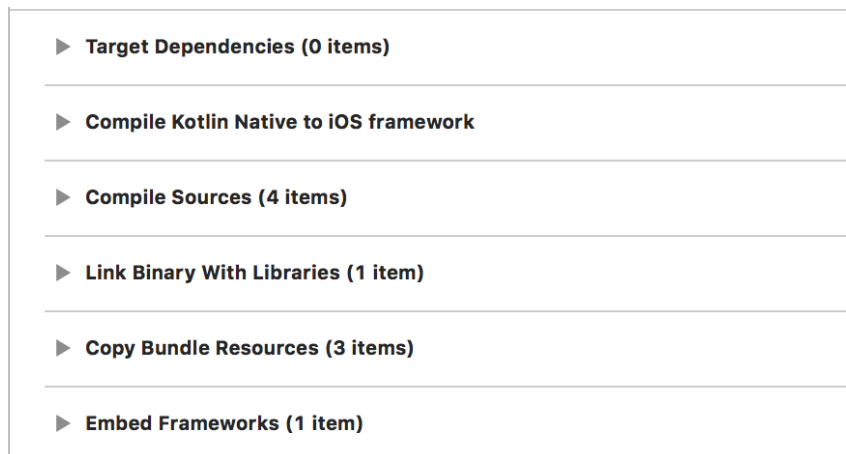 Target Dependencies (0 items)
Compile Kotlin Native to iOS framework
Compile Sources (4 items)
Link Binary With Libraries (1 item)
Copy Bundle Resources (3 items)
Embed Frameworks (1 item)